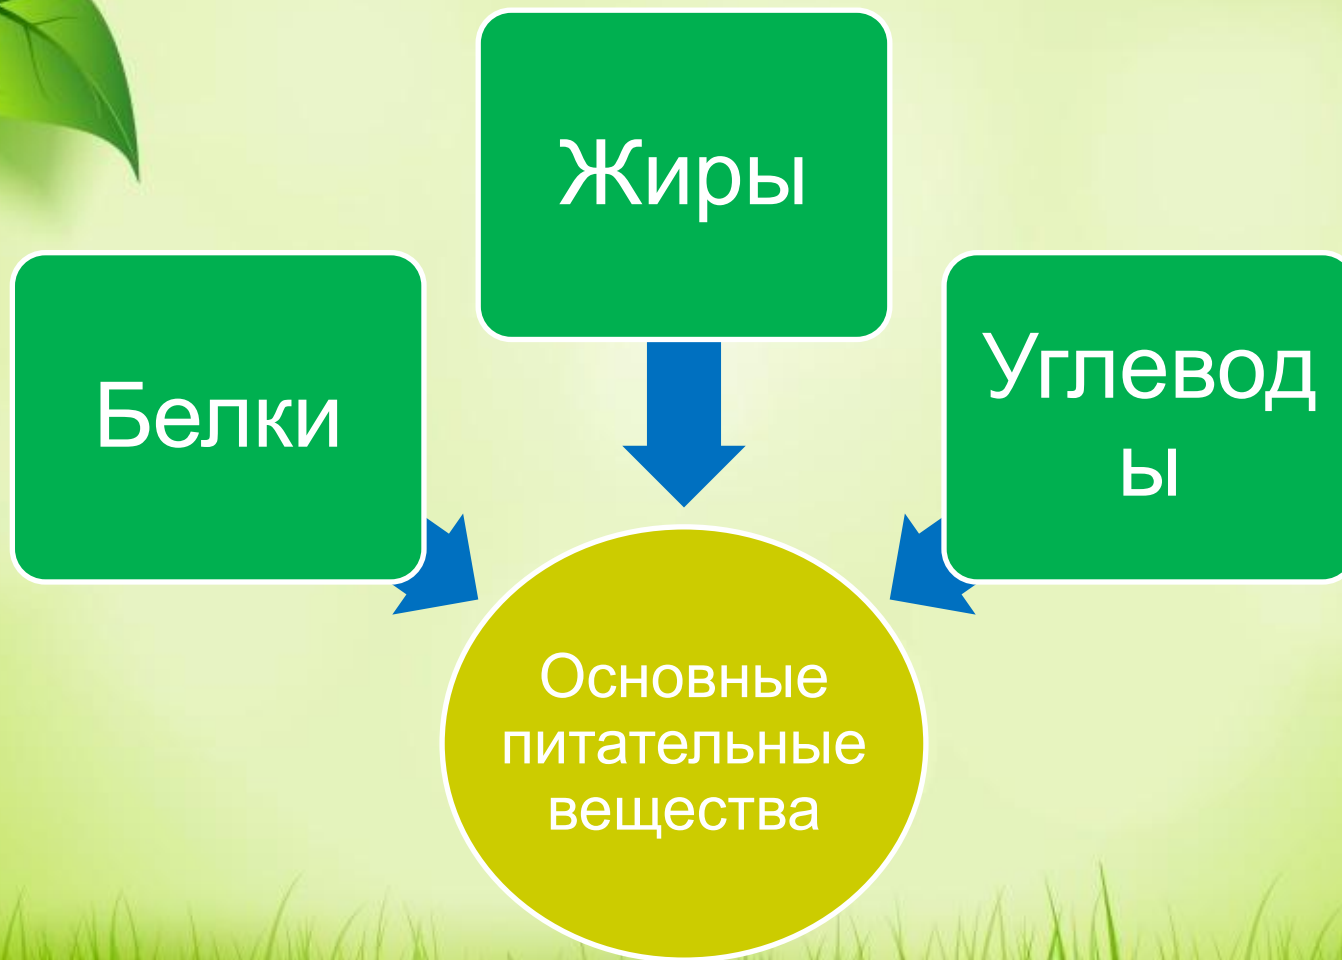 Жиры
Белки
Углевод
ы
Основные
питательные
вещества